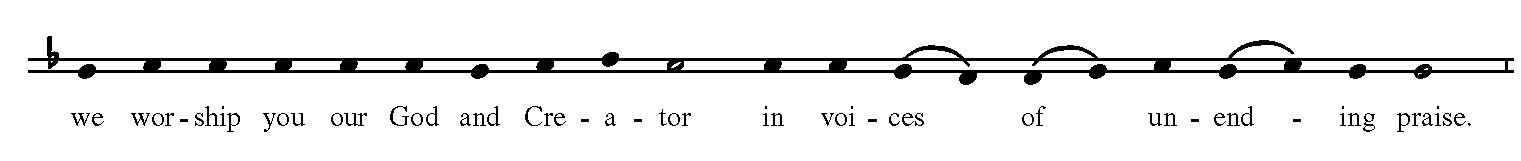 we wor - ship you our God and Cre - a - tor in voi - ces of un - end - ing praise.